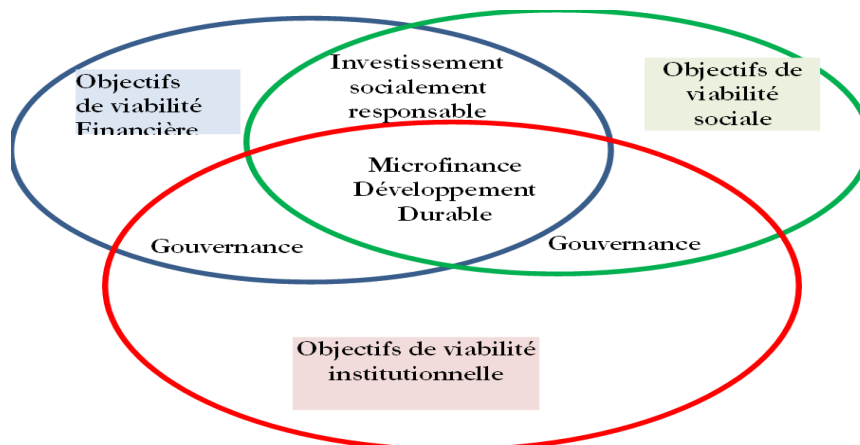 Objectifs
de viabilité
Financière
Investissement
socialement
responsable
Objectifs de
viabilité
sociale
Microfinance
Développement
Durable
Gouvernance
Gouvernance
Objectifs de viabilité
institutionnelle